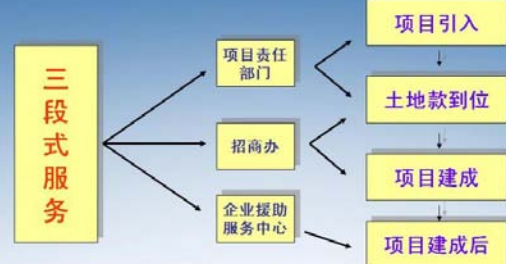 三段式服务
项目责任
部门
招商办
企业援助
服务中心
项目引入
土地款到位
项目建成
项目建成后